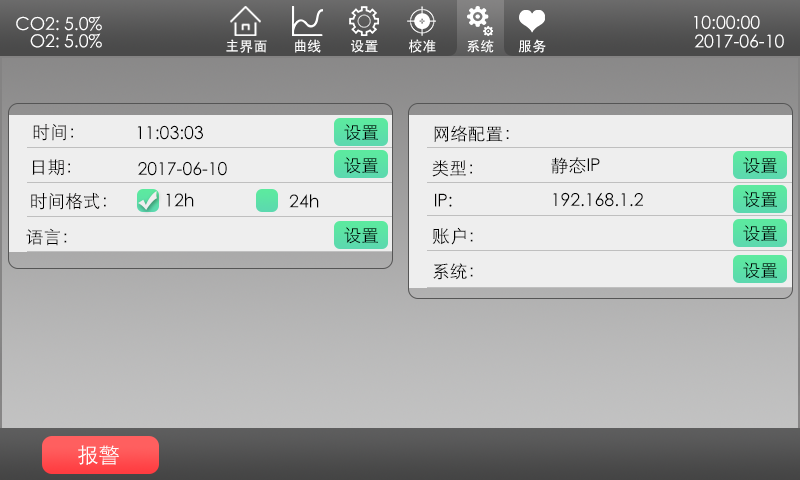 CO2: 5.0%
O2: 5.0%
主界面 曲线 设置 校准 系统 服务
10:00:00
2017-06-10
时间: 11:03:03 设置
日期: 2017-06-10 设置
时间格式: 12h 24h
语言: 设置
网络配置:
类型: 静态IP 设置
IP: 192.168.1.2 设置
账户: 设置
系统: 设置
报警